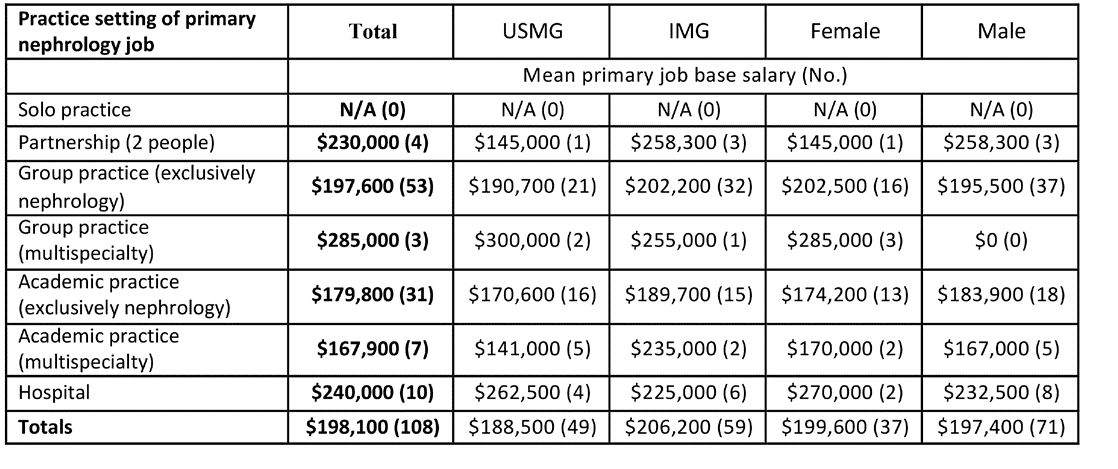 Practice setting of primary nephrology job | Total | USMG | IMG | Female | Male
Mean primary job base salary (No.)
Solo practice | N/A (0) | N/A (0) | N/A (0) | N/A (0) | N/A (0)
Partnership (2 people) | $230,000 (4) | $145,000 (1) | $258,300 (3) | $145,000 (1) | $258,300 (3)
Group practice (exclusively nephrology) | $197,600 (53) | $190,700 (21) | $202,200 (32) | $202,500 (16) | $195,500 (37)
Group practice (multispecialty) | $285,000 (3) | $300,000 (2) | $255,000 (1) | $285,000 (3) | $0 (0)
Academic practice (exclusively nephrology) | $179,800 (31) | $170,600 (16) | $189,700 (15) | $174,200 (13) | $183,900 (18)
Academic practice (multispecialty) | $167,900 (7) | $141,000 (5) | $235,000 (2) | $170,000 (2) | $167,000 (5)
Hospital | $240,000 (10) | $262,500 (4) | $225,000 (6) | $270,000 (2) | $232,500 (8)
Totals | $198,100 (108) | $188,500 (49) | $206,200 (59) | $199,600 (37) | $197,400 (71)